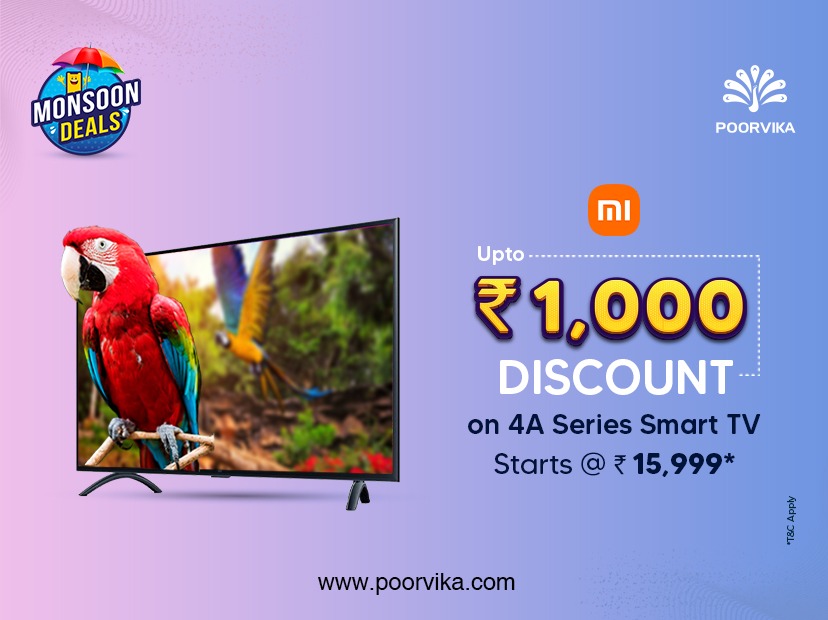 MONSOON
DEALS
POORVIKA
mi
Upto
₹ 1,000
DISCOUNT
on 4A Series Smart TV
Starts @ ₹ 15,999*
*T&C Apply
www.poorvika.com